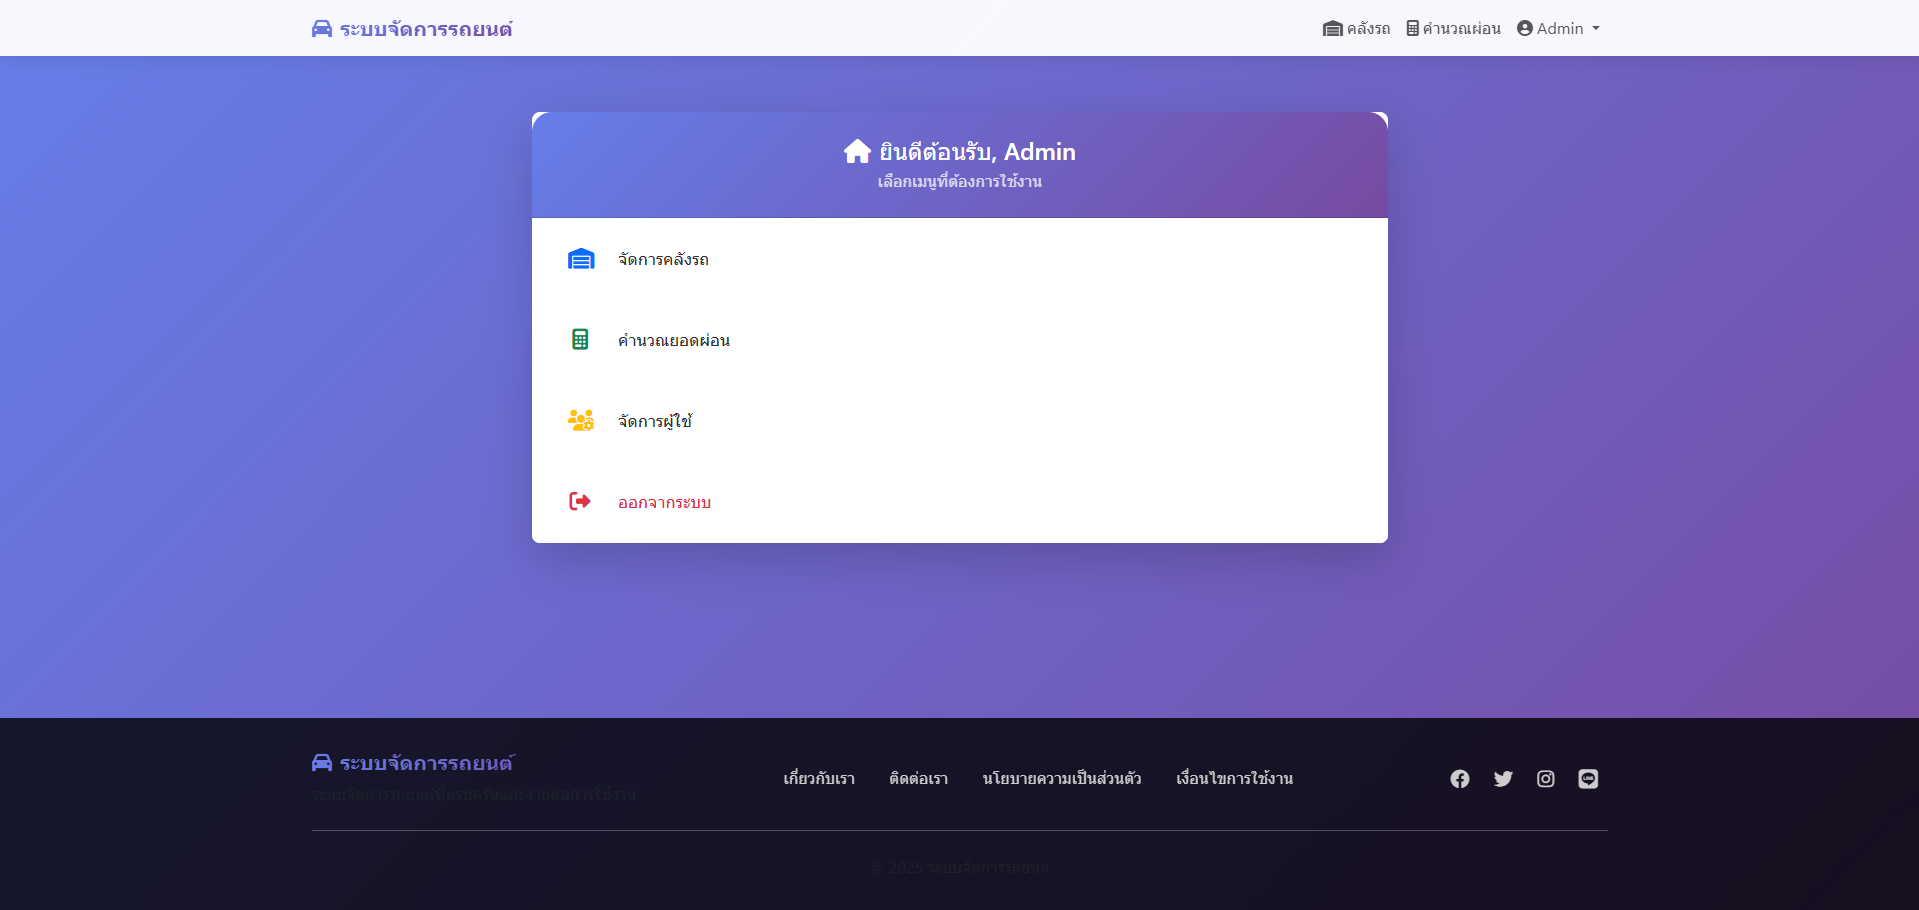 ระบบจัดการรถยนต์
คลังรถ คำนวณผ่อน Admin
ยินดีต้อนรับ, Admin
เลือกเมนูที่ต้องการใช้งาน
จัดการคลังรถ
คำนวณยอดผ่อน
จัดการผู้ใช้
ออกจากระบบ
ระบบจัดการรถยนต์
ระบบจัดการรถยนต์ที่ครบครันและง่ายต่อการใช้งาน
เกี่ยวกับเรา ติดต่อเรา นโยบายความเป็นส่วนตัว เงื่อนไขการใช้งาน
LINE
© 2025 ระบบจัดการรถยนต์